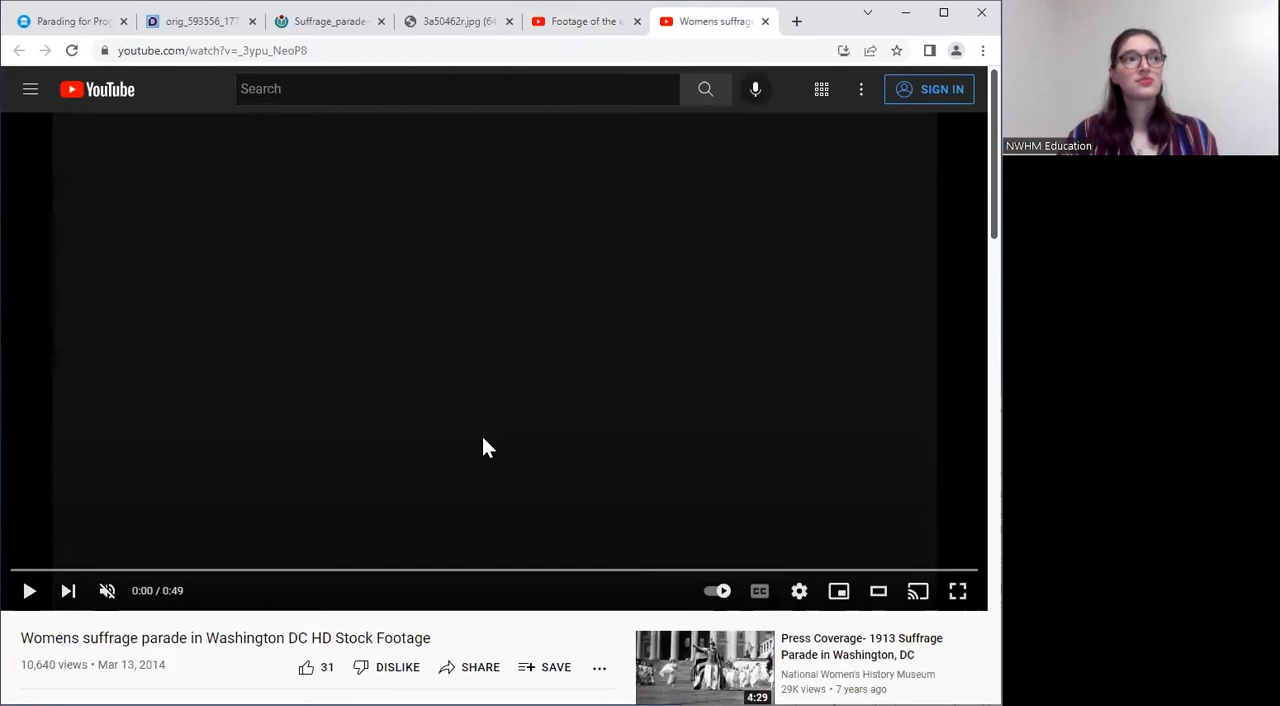 Parading for Prog
orig_593556_177
Suffrage_parade-
3a50462r.jpg (64
Footage of the w
Womens suffrag
youtube.com/watch?v=_3ypu_NeoP8
YouTube
Search
SIGN IN
NWHM Education
0:00 / 0:49
CC
Womens suffrage parade in Washington DC HD Stock Footage
10,640 views • Mar 13, 2014
31
DISLIKE
SHARE
SAVE
4:29
Press Coverage- 1913 Suffrage
Parade in Washington, DC
National Women's History Museum
29K views • 7 years ago